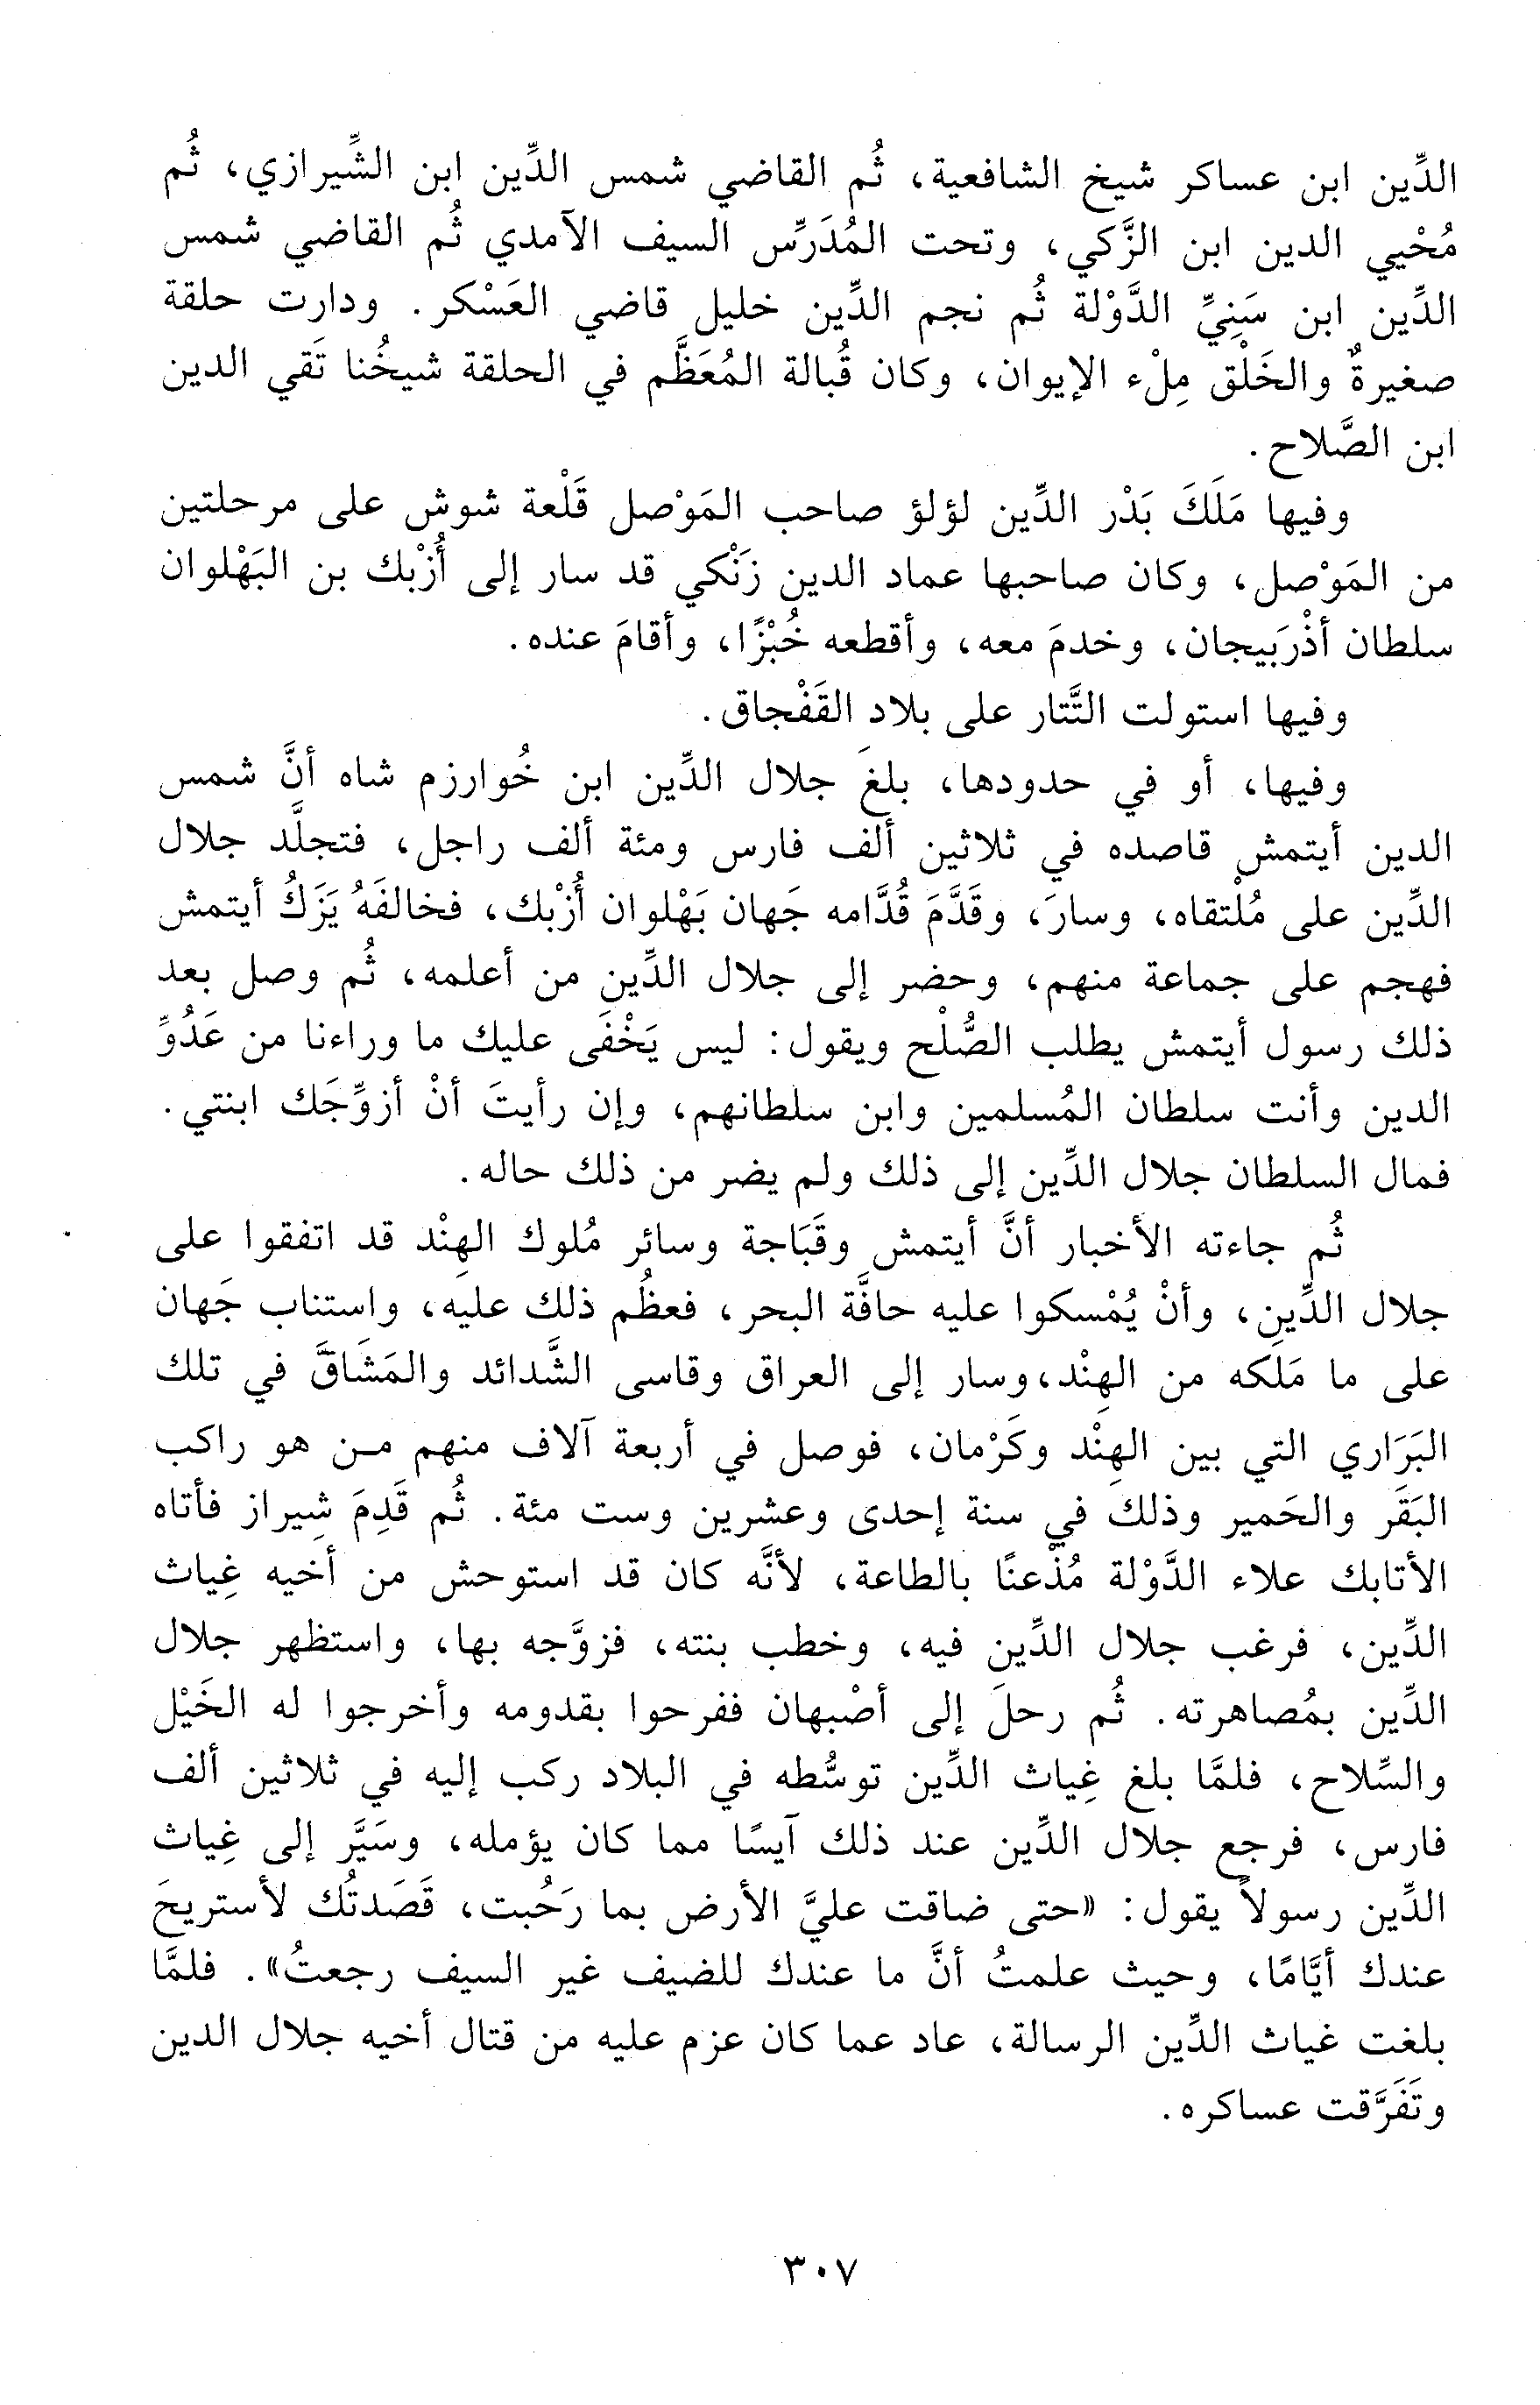 الدِّين ابن عساكر شيخ الشافعية، ثُم القاضي شمس الدِّين ابن الشِّيرازي، ثُم
مُحْيي الدين ابن الزَّكي، وتحت المُدَرِّس السيف الآمدي ثُم القاضي شمس
الدِّين ابن سَنِيِّ الدَّوْلة ثُم نجم الدِّين خليل قاضي العَسْكر. ودارت حلقة
صغيرةٌ والخَلْق مِلْء الإيوان، وكان قُبالة المُعَظَّم في الحلقة شيخُنا تَقي الدين
ابن الصَّلاح.
وفيها مَلَكَ بَدْر الدِّين لؤلؤ صاحب المَوْصل قَلْعة شوش على مرحلتين
من المَوْصل، وكان صاحبها عماد الدين زَنْكي قد سار إلى أُزْبك بن البَهْلوان
سلطان أذْرَبيجان، وخدمَ معه، وأقطعه خُبْزًا، وأقامَ عنده.
وفيها استولت التَّتار على بلاد القَفْجاق.
وفيها، أو في حدودها، بلغَ جلال الدِّين ابن خُوارزم شاه أنَّ شمس
الدين أيتمش قاصده في ثلاثين ألف فارس ومئة ألف راجل، فتجلَّد جلال
الدِّين على مُلْتقاه، وسارَ، وقَدَّمَ قُدَّامه جَهان بَهْلوان أُزْبك، فخالفَهُ يَزَكُ أيتمش
فهجم على جماعة منهم، وحضر إلى جلال الدِّين من أعلمه، ثُم وصل بعد
ذلك رسول أيتمش يطلب الصُّلْح ويقول: ليس يَخْفَى عليك ما وراءنا من عَدُوِّ
الدين وأنت سلطان المُسلمين وابن سلطانهم، وإن رأيتَ أنْ أزوِّجَك ابنتي.
فمال السلطان جلال الدِّين إلى ذلك ولم يضر من ذلك حاله.
ثُم جاءته الأخبار أنَّ أيتمش وقَبَاجة وسائر مُلوك الهِنْد قد اتفقوا على
جلال الدِّين، وأنْ يُمْسكوا عليه حافَّة البحر، فعظُم ذلك عليه، واستناب جَهان
على ما مَلَكه من الهِنْد، وسار إلى العراق وقاسى الشَّدائد والمَشَاقَّ في تلك
البَرَاري التي بين الهِنْد وكَرْمان، فوصل في أربعة آلاف منهم من هو راكب
البَقَر والحَمير وذلك في سنة إحدى وعشرين وست مئة. ثُم قَدِمَ شِيراز فأتاه
الأتابك علاء الدَّوْلة مُذْعنًا بالطاعة، لأنَّه كان قد استوحش من أخيه غِياث
الدِّين، فرغب جلال الدِّين فيه، وخطب بنته، فزوَّجه بها، واستظهر جلال
الدِّين بمُصاهرته. ثُم رحلَ إلى أصْبهان ففرحوا بقدومه وأخرجوا له الخَيْل
والسِّلاح، فلمَّا بلغ غِياث الدِّين توسُّطه في البلاد ركب إليه في ثلاثين ألف
فارس، فرجع جلال الدِّين عند ذلك آيسًا مما كان يؤمله، وسَيَّر إلى غِياث
الدِّين رسولاً يقول: «حتى ضاقت عليَّ الأرض بما رَحُبت، قَصَدتُك لأستريحَ
عندك أيَّامًا، وحيث علمتُ أنَّ ما عندك للضيف غير السيف رجعتُ». فلمَّا
بلغت غياث الدِّين الرسالة، عاد عما كان عزم عليه من قتال أخيه جلال الدين
وتَفَرَّقت عساكره.
٣٠٧